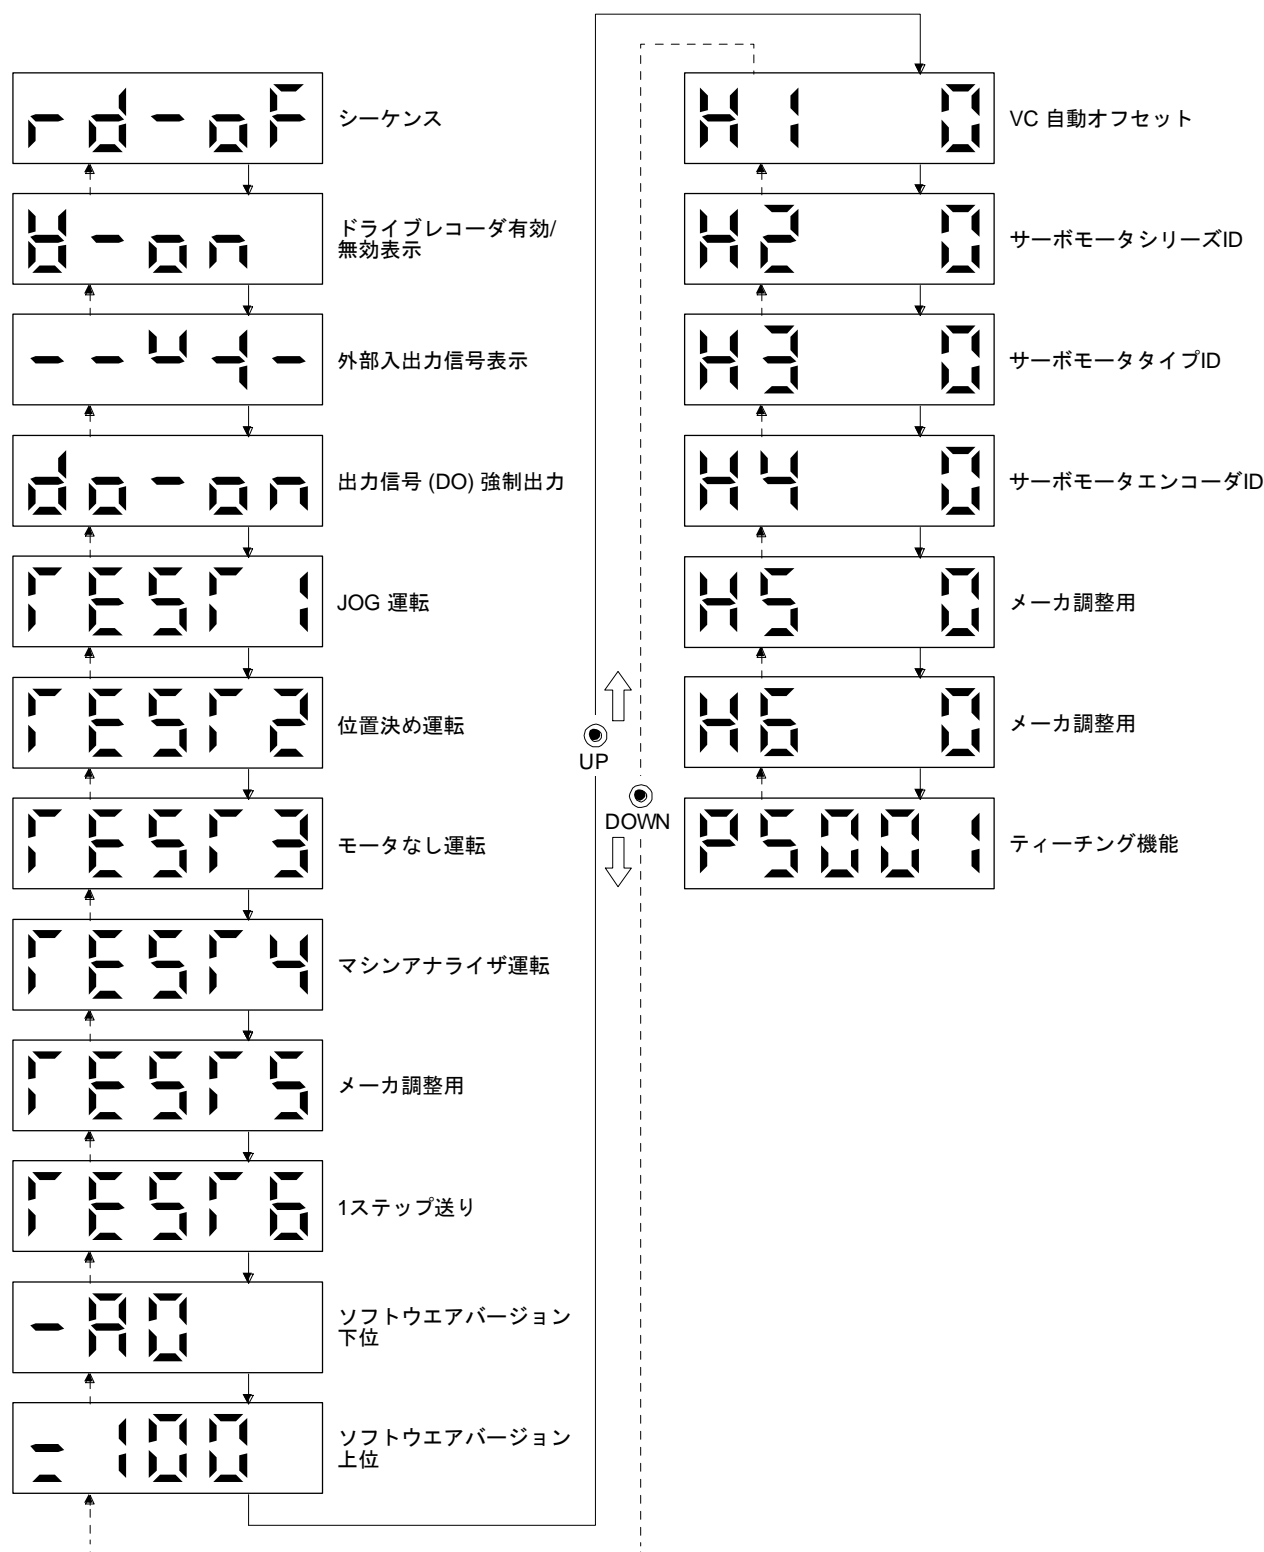 rd-oF
シーケンス
b-on
ドライブレコーダ有効/
無効表示
外部入出力信号表示
do-on
出力信号 (DO) 強制出力
TEST1
JOG 運転
TEST2
位置決め運転
TEST3
モータなし運転
TEST4
マシンアナライザ運転
TEST5
メーカ調整用
TEST6
1ステップ送り
-A0
ソフトウエアバージョン
下位
= 100
ソフトウエアバージョン
上位
UP
DOWN
H1 0
VC 自動オフセット
H2 0
サーボモータシリーズID
H3 0
サーボモータタイプID
H4 0
サーボモータエンコーダID
H5 0
メーカ調整用
H6 0
メーカ調整用
PS001
ティーチング機能